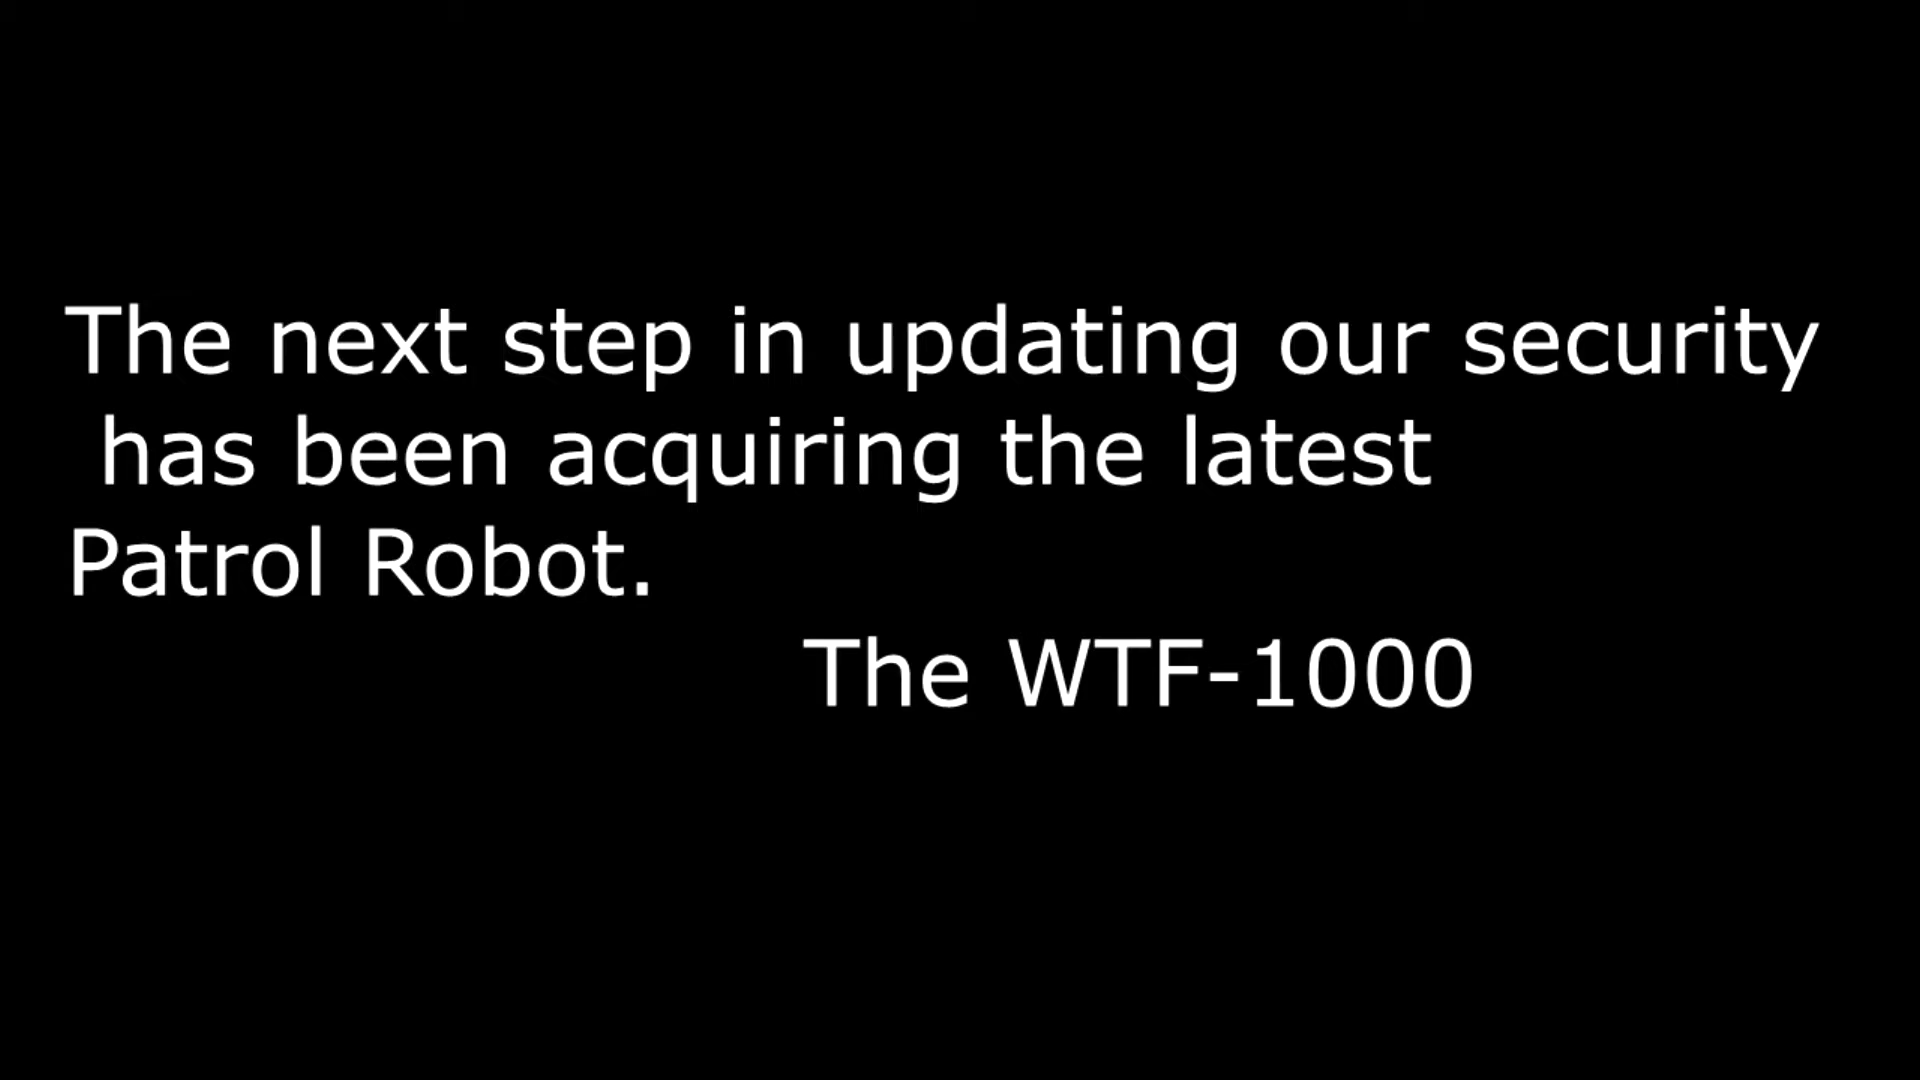 The next step in updating our security
has been acquiring the latest
Patrol Robot.
The WTF-1000